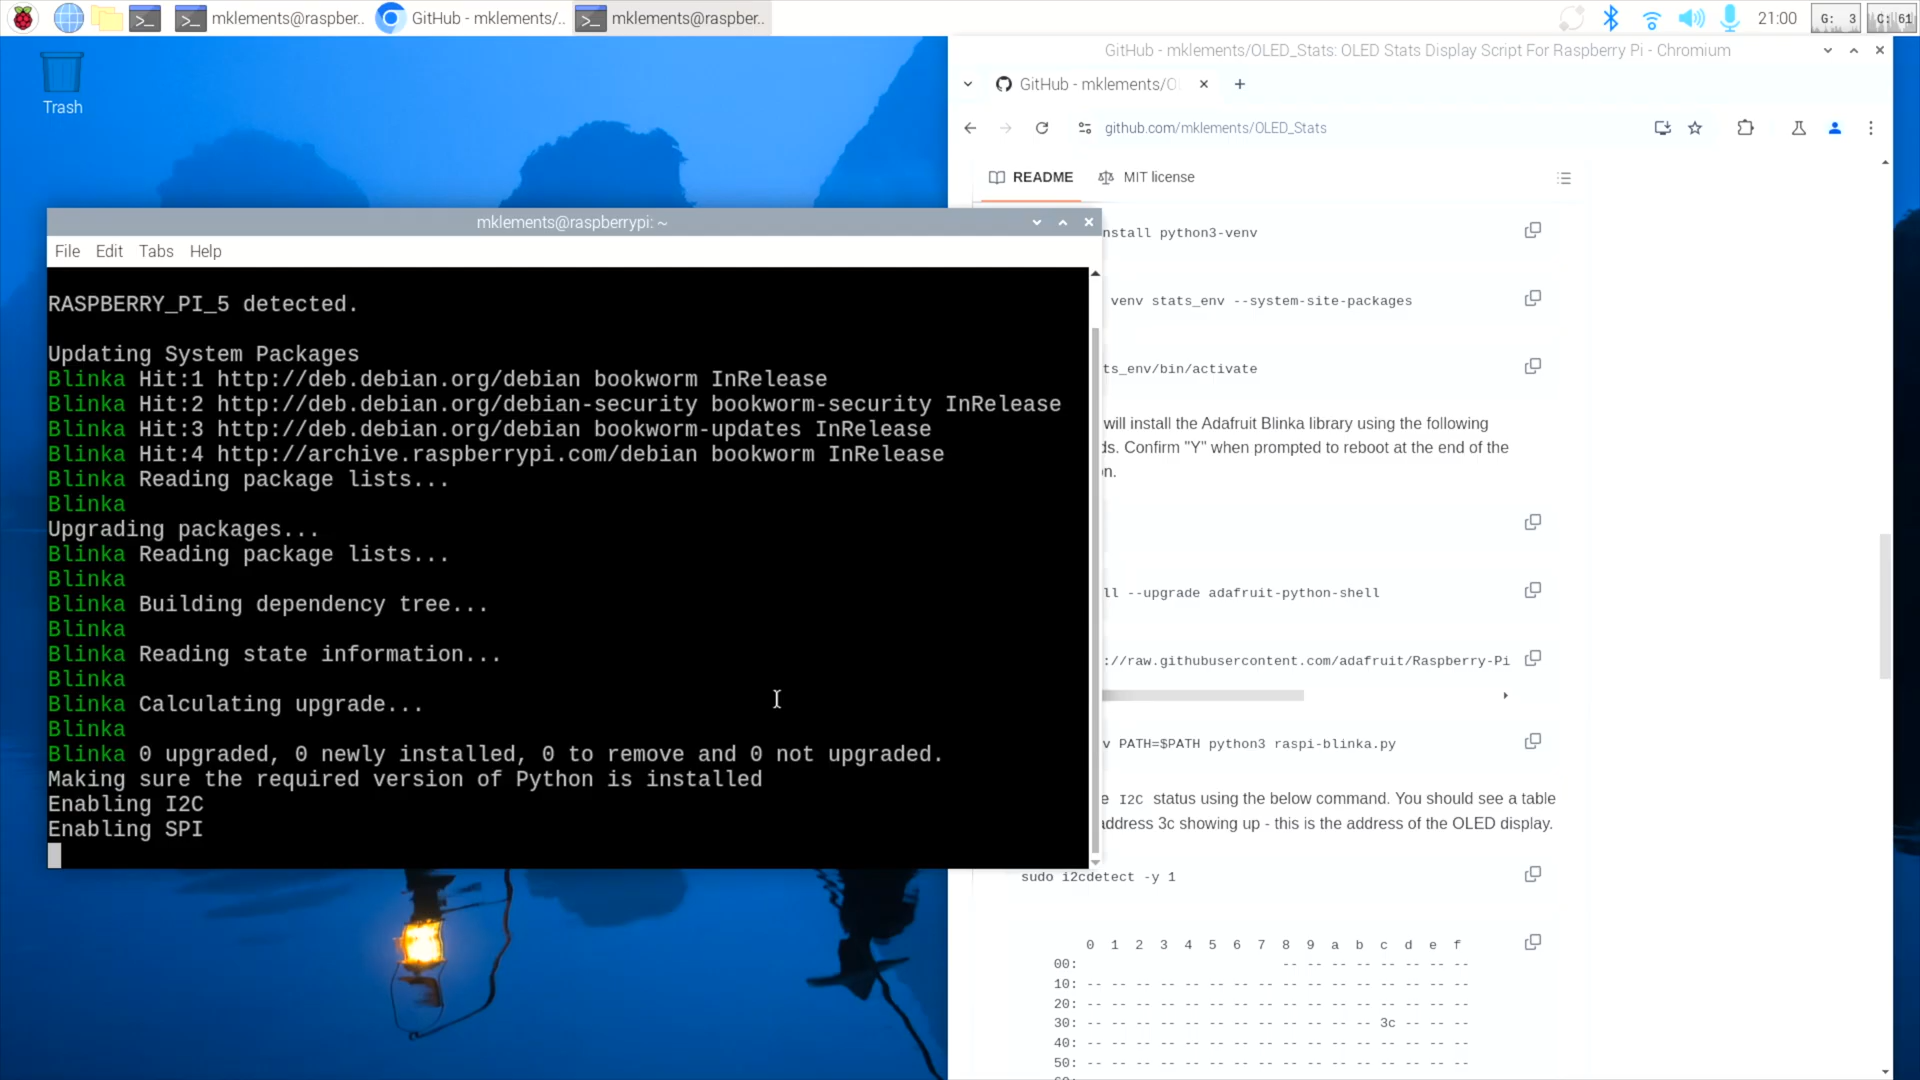 mklements@raspber..
GitHub - mklements/..
mklements@raspber..
21:00
G: 3
C: 61
Trash
GitHub - mklements/OLED_Stats: OLED Stats Display Script For Raspberry Pi - Chromium
GitHub - mklements/O
github.com/mklements/OLED_Stats
README
MIT license
mklements@raspberrypi: ~
File Edit Tabs Help
RASPBERRY_PI_5 detected.
Updating System Packages
Blinka Hit:1 http://deb.debian.org/debian bookworm InRelease
Blinka Hit:2 http://deb.debian.org/debian-security bookworm-security InRelease
Blinka Hit:3 http://deb.debian.org/debian bookworm-updates InRelease
Blinka Hit:4 http://archive.raspberrypi.com/debian bookworm InRelease
Blinka Reading package lists...
Blinka
Upgrading packages...
Blinka Reading package lists...
Blinka
Blinka Building dependency tree...
Blinka
Blinka Reading state information...
Blinka
Blinka Calculating upgrade...
Blinka
Blinka 0 upgraded, 0 newly installed, 0 to remove and 0 not upgraded.
Making sure the required version of Python is installed
Enabling I2C
Enabling SPI
nstall python3-venv
venv stats_env --system-site-packages
ts_env/bin/activate
will install the Adafruit Blinka library using the following
ds. Confirm "Y" when prompted to reboot at the end of the
n.
ll --upgrade adafruit-python-shell
://raw.githubusercontent.com/adafruit/Raspberry-Pi
v PATH=$PATH python3 raspi-blinka.py
e I2C status using the below command. You should see a table
address 3c showing up - this is the address of the OLED display.
sudo i2cdetect -y 1
0 1 2 3 4 5 6 7 8 9 a b c d e f
00: -- -- -- -- -- -- -- --
10: -- -- -- -- -- -- -- -- -- -- -- -- -- -- -- --
20: -- -- -- -- -- -- -- -- -- -- -- -- -- -- -- --
30: -- -- -- -- -- -- -- -- -- -- -- -- 3c -- -- --
40: -- -- -- -- -- -- -- -- -- -- -- -- -- -- -- --
50: -- -- -- -- -- -- -- -- -- -- -- -- -- -- -- --